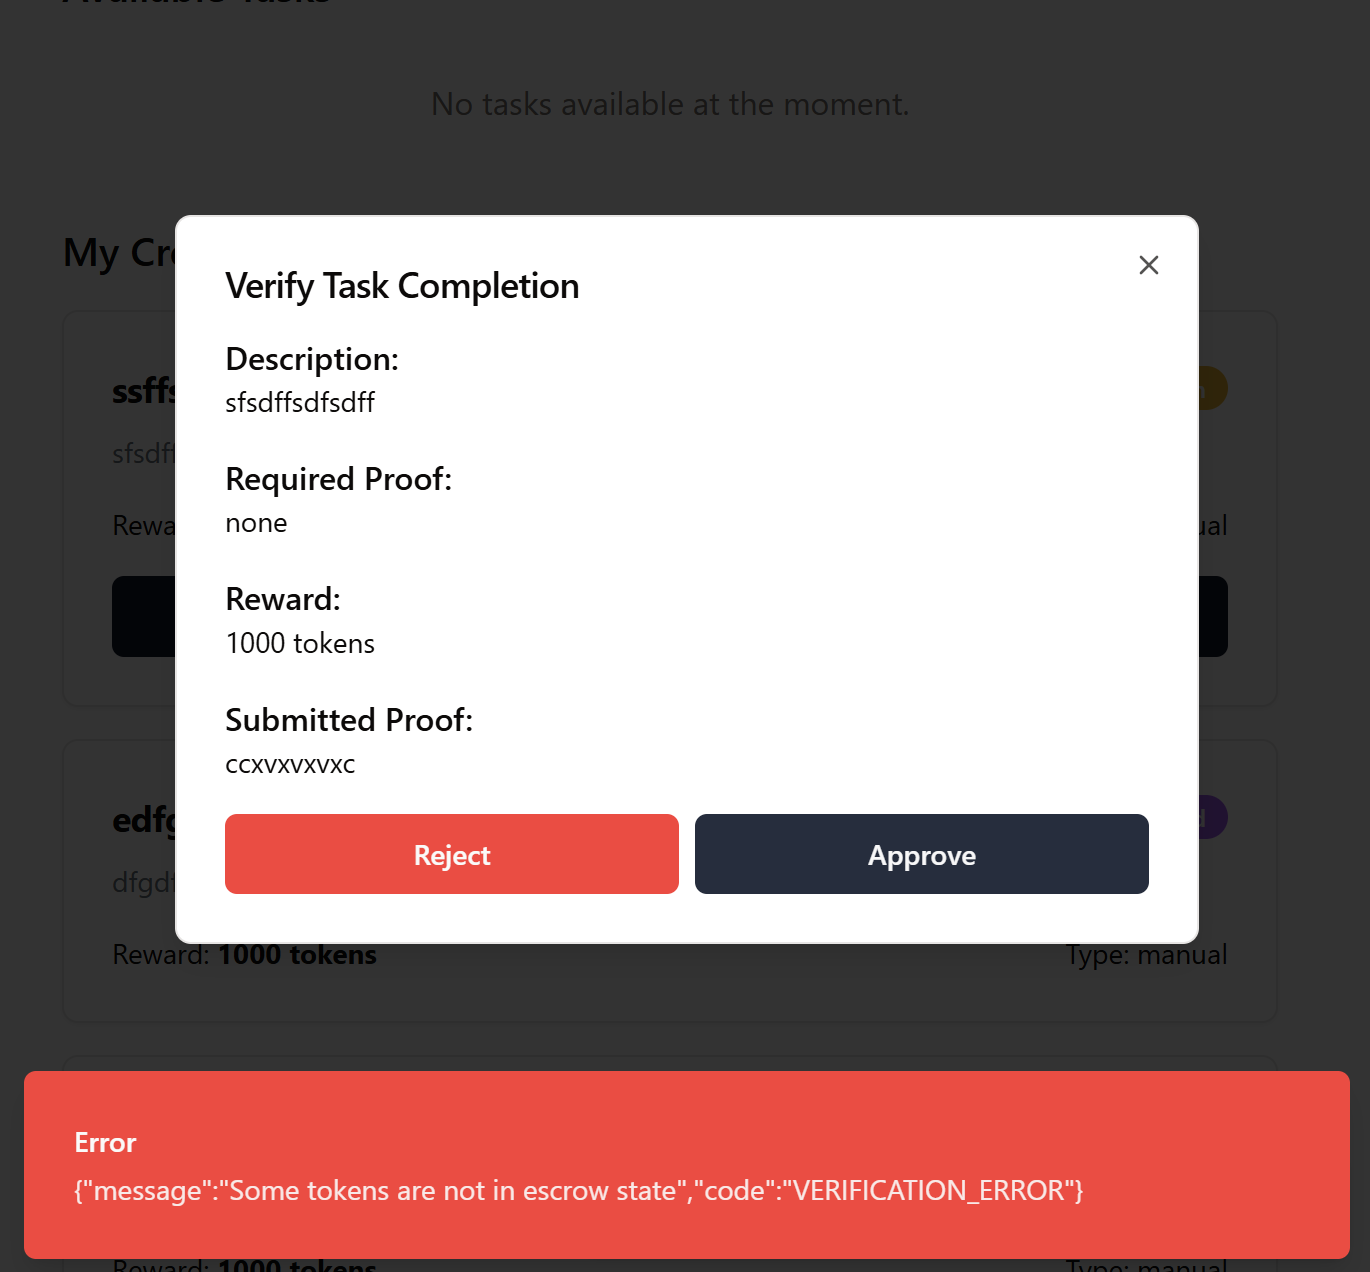 No tasks available at the moment.
My Cr
Verify Task Completion
Description:
sfsdffsdfsdff
Required Proof:
none
Reward:
1000 tokens
Submitted Proof:
ccxvxvxvxc
Reject
Approve
ssffs
sfsdff
Rewa
ual
edfg
dfgdf
Reward: 1000 tokens
Type: manual
Error
{"message":"Some tokens are not in escrow state","code":"VERIFICATION_ERROR"}
Reward: 1000 tokens
Type: manual